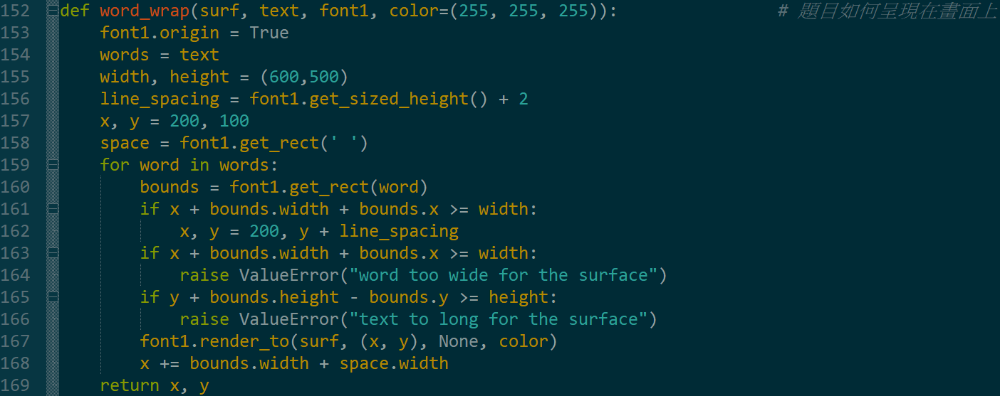 152 def word_wrap(surf, text, font1, color=(255, 255, 255)): # 題目如何呈現在畫面上
153 font1.origin = True
154 words = text
155 width, height = (600,500)
156 line_spacing = font1.get_sized_height() + 2
157 x, y = 200, 100
158 space = font1.get_rect(' ')
159 for word in words:
160 bounds = font1.get_rect(word)
161 if x + bounds.width + bounds.x >= width:
162 x, y = 200, y + line_spacing
163 if x + bounds.width + bounds.x >= width:
164 raise ValueError("word too wide for the surface")
165 if y + bounds.height - bounds.y >= height:
166 raise ValueError("text to long for the surface")
167 font1.render_to(surf, (x, y), None, color)
168 x += bounds.width + space.width
169 return x, y